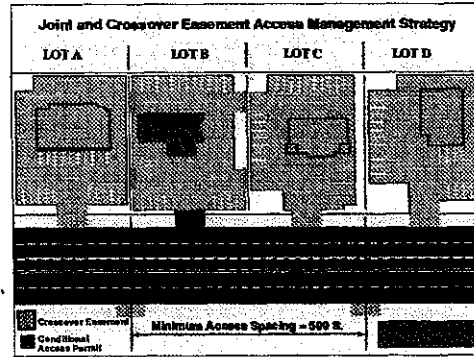 Joint and Crossover Easement Access Management Strategy
LOT A LOT B LOT C LOT D
Crossover Easement
Minimum Access Spacing = 500 ft.
Conditional
Access Permit